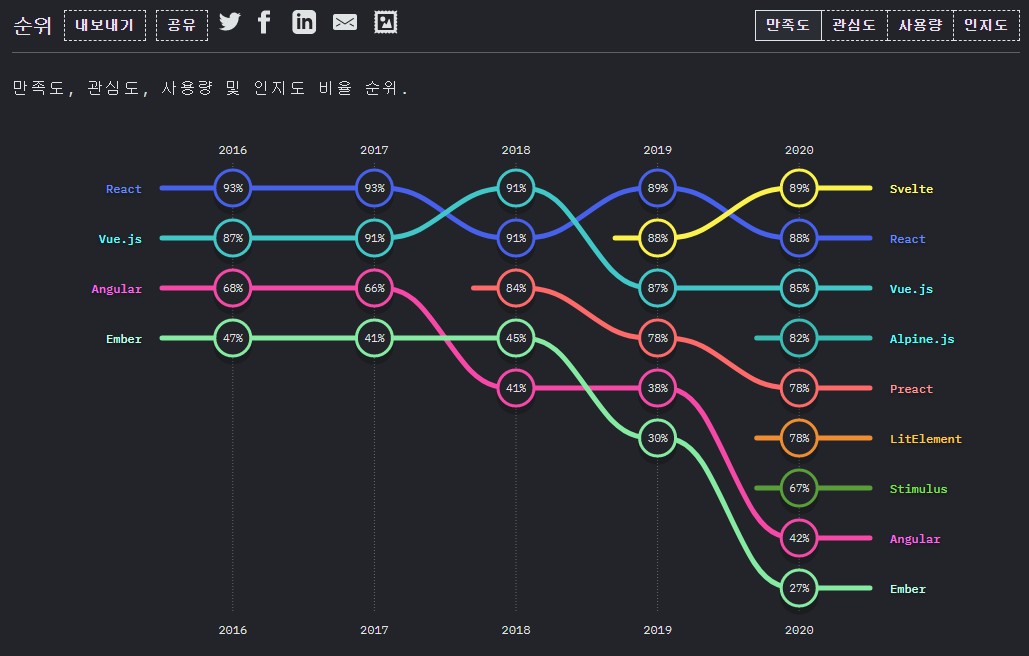 순위 내보내기 공유 만족도 관심도 사용량 인지도
만족도, 관심도, 사용량 및 인지도 비율 순위.
2016 2017 2018 2019 2020
React 93% 93% 91% 89% 89% Svelte
Vue.js 87% 91% 91% 88% 88% React
Angular 68% 66% 84% 87% 85% Vue.js
Ember 47% 41% 45% 78% 82% Alpine.js
41% 38% 78% Preact
30% 78% LitElement
67% Stimulus
42% Angular
27% Ember
2016 2017 2018 2019 2020